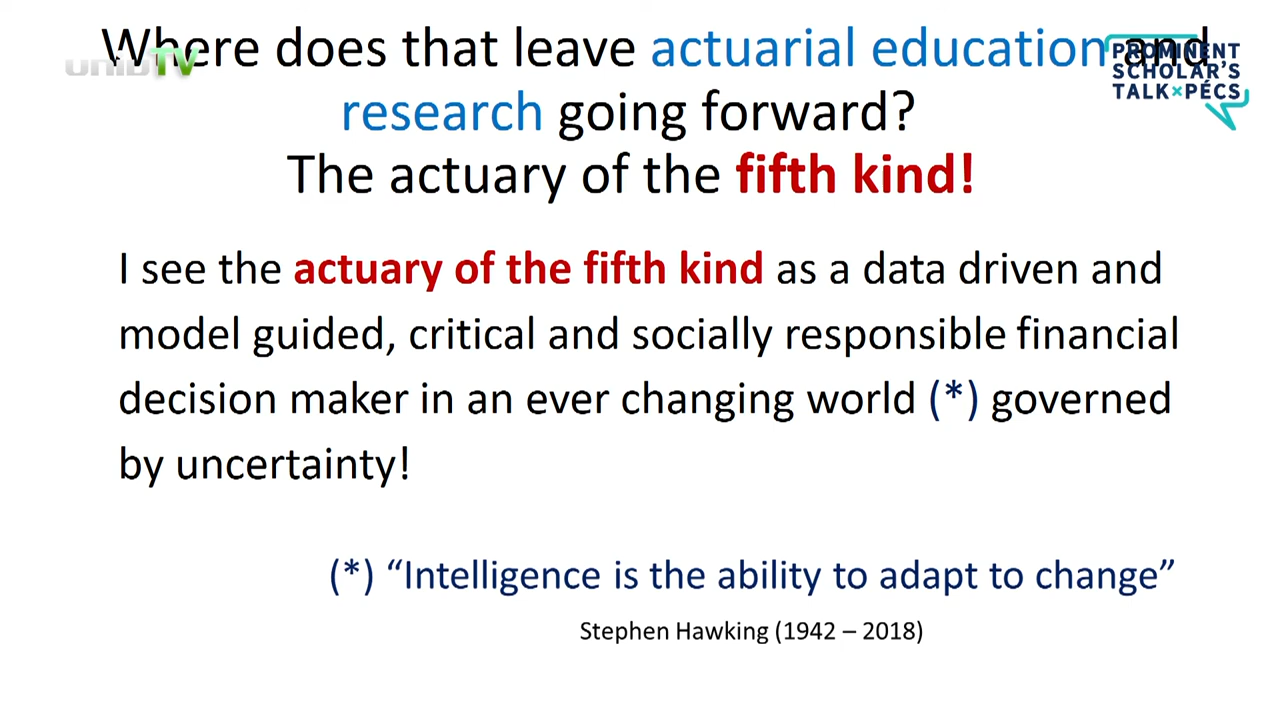 Where does that leave actuarial education and
research going forward?
The actuary of the fifth kind!
unibTV
PROMINENT
SCHOLAR'S
TALK×PÉCS
I see the actuary of the fifth kind as a data driven and
model guided, critical and socially responsible financial
decision maker in an ever changing world (*) governed
by uncertainty!
(*) “Intelligence is the ability to adapt to change”
Stephen Hawking (1942 – 2018)